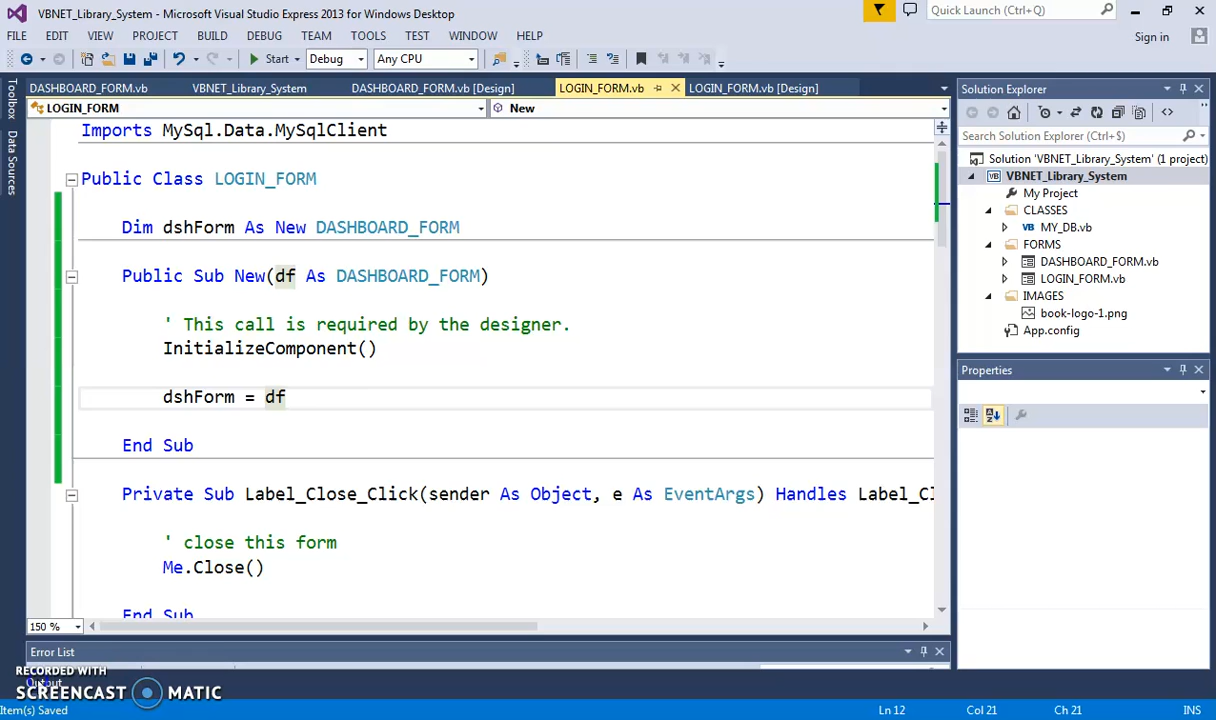 VBNET_Library_System - Microsoft Visual Studio Express 2013 for Windows Desktop
Quick Launch (Ctrl+Q)
FILE EDIT VIEW PROJECT BUILD DEBUG TEAM TOOLS TEST WINDOW HELP
Sign in
Start Debug Any CPU
Toolbox
Data Sources
DASHBOARD_FORM.vb VBNET_Library_System DASHBOARD_FORM.vb [Design] LOGIN_FORM.vb LOGIN_FORM.vb [Design]
LOGIN_FORM New
Imports MySql.Data.MySqlClient
Public Class LOGIN_FORM
Dim dshForm As New DASHBOARD_FORM
Public Sub New(df As DASHBOARD_FORM)
' This call is required by the designer.
InitializeComponent()
dshForm = df
End Sub
Private Sub Label_Close_Click(sender As Object, e As EventArgs) Handles Label_Cl
' close this form
Me.Close()
End Sub
150 %
Error List
Output
RECORDED WITH
SCREENCAST MATIC
Item(s) Saved
Ln 12 Col 21 Ch 21 INS
Solution Explorer
Search Solution Explorer (Ctrl+$)
Solution 'VBNET_Library_System' (1 project)
VBNET_Library_System
My Project
CLASSES
MY_DB.vb
FORMS
DASHBOARD_FORM.vb
LOGIN_FORM.vb
IMAGES
book-logo-1.png
App.config
Properties